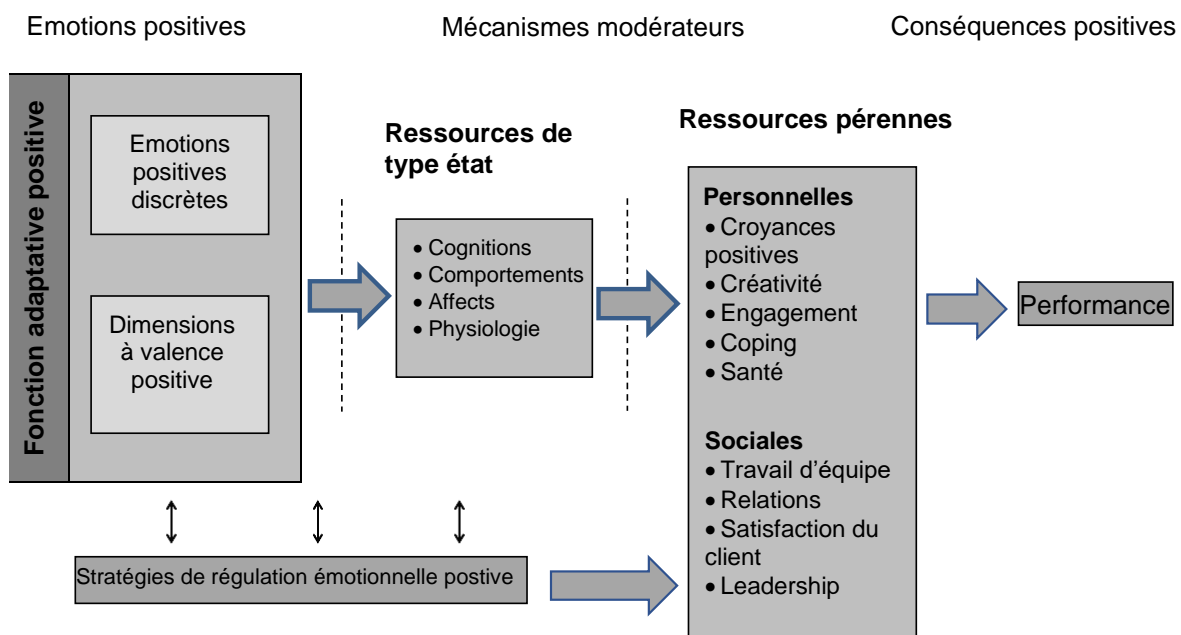 Emotions positives
Mécanismes modérateurs
Conséquences positives
Fonction adaptative positive
Emotions
positives
discrètes
Dimensions
à valence
positive
Ressources de
type état
• Cognitions
• Comportements
• Affects
• Physiologie
Ressources pérennes
Personnelles
• Croyances
positives
• Créativité
• Engagement
• Coping
• Santé
Sociales
• Travail d'équipe
• Relations
• Satisfaction du
client
• Leadership
Performance
Stratégies de régulation émotionnelle postive